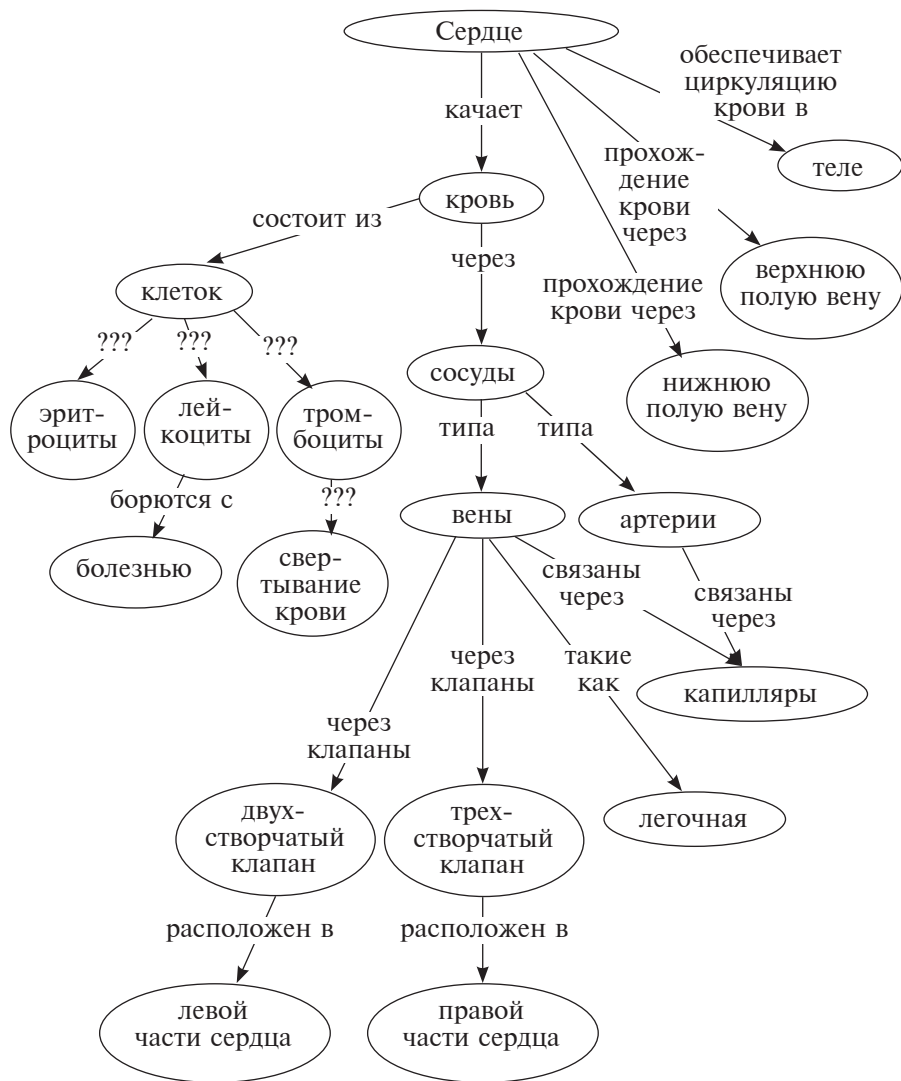 Сердце
обеспечивает
циркуляцию
крови в
качает
теле
прохож-
дение
крови
через
кровь
состоит из
через
верхнюю
полую вену
прохождение
крови через
клеток
???
???
???
сосуды
нижнюю
полую вену
эрит-
роциты
лей-
коциты
тром-
боциты
типа
типа
борются с
???
вены
артерии
болезнью
свер-
тывание
крови
связаны
через
связаны
через
через
клапаны
такие
как
капилляры
через
клапаны
двух-
створчатый
клапан
трех-
створчатый
клапан
легочная
расположен в
расположен в
левой
части сердца
правой
части сердца